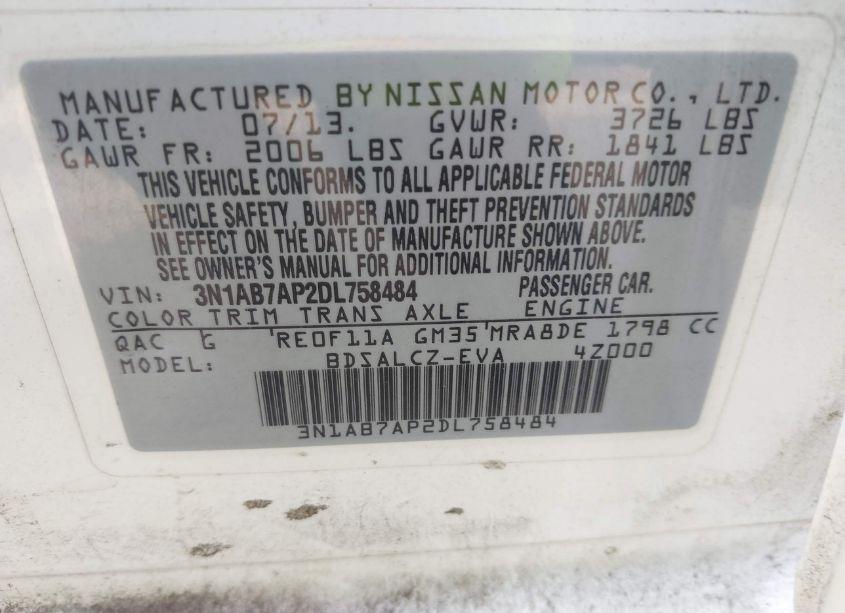 MANUFACTURED BY NISSAN MOTOR CO., LTD.
DATE: 07/13. GVWR: 3726 LBS
GAWR FR: 2006 LBS GAWR RR: 1841 LBS
THIS VEHICLE CONFORMS TO ALL APPLICABLE FEDERAL MOTOR
VEHICLE SAFETY, BUMPER AND THEFT PREVENTION STANDARDS
IN EFFECT ON THE DATE OF MANUFACTURE SHOWN ABOVE.
SEE OWNER'S MANUAL FOR ADDITIONAL INFORMATION.
VIN: 3N1AB7AP2DL758484 PASSENGER CAR.
COLOR TRIM TRANS AXLE ENGINE
QAC G RE0F11A GM35 MRA8DE 1798 CC
MODEL: BDSALCZ-EVA 4Z000
3N1AB7AP2DL758484